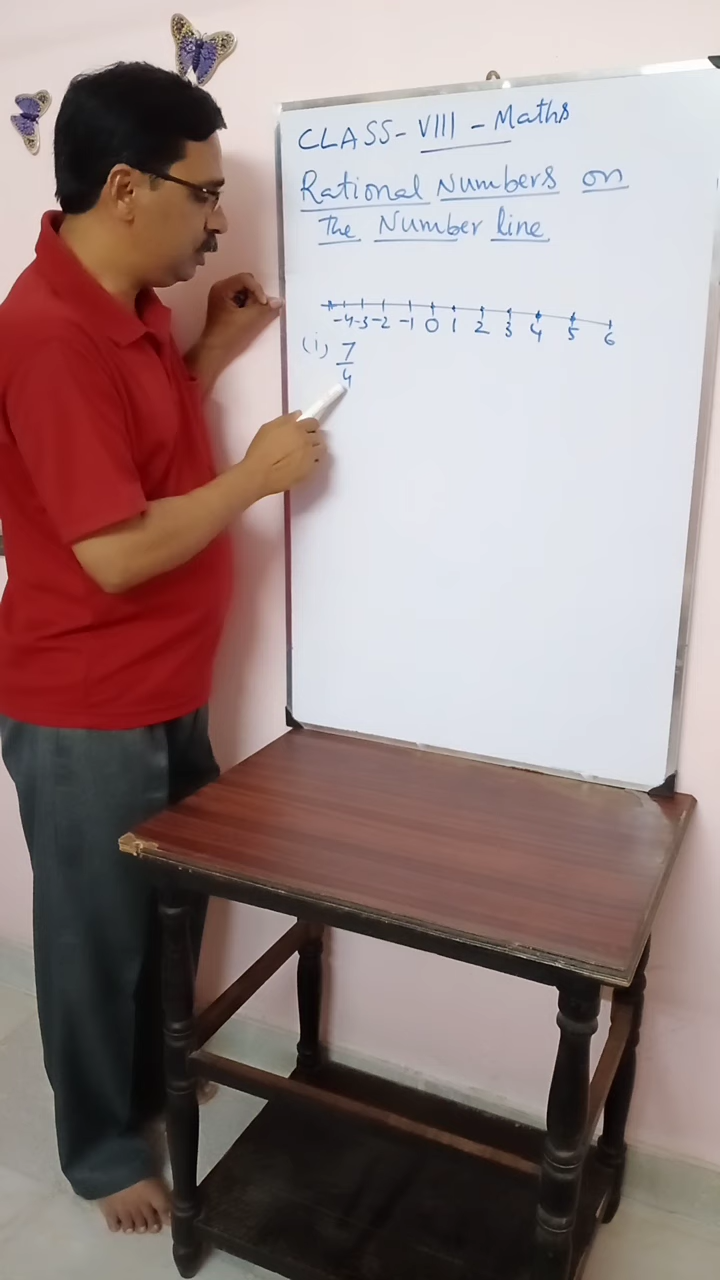 CLASS-VIII-Maths
Rational Numbers on
The Number line
-4 -3 -2 -1 0 1 2 3 4 5 6
(i) 7
4